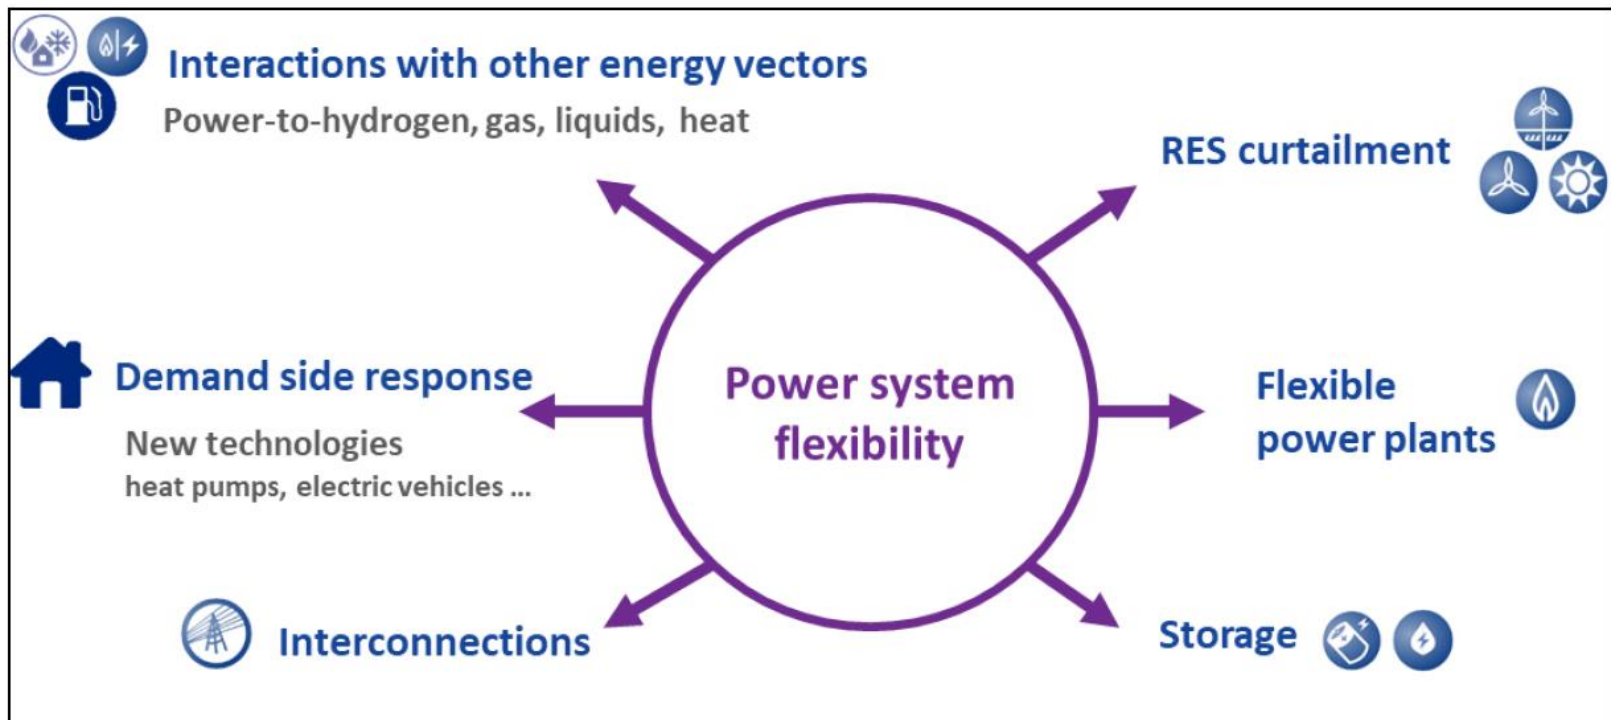 Interactions with other energy vectors
Power-to-hydrogen, gas, liquids, heat
RES curtailment
Demand side response
New technologies
heat pumps, electric vehicles ...
Power system
flexibility
Flexible
power plants
Interconnections
Storage